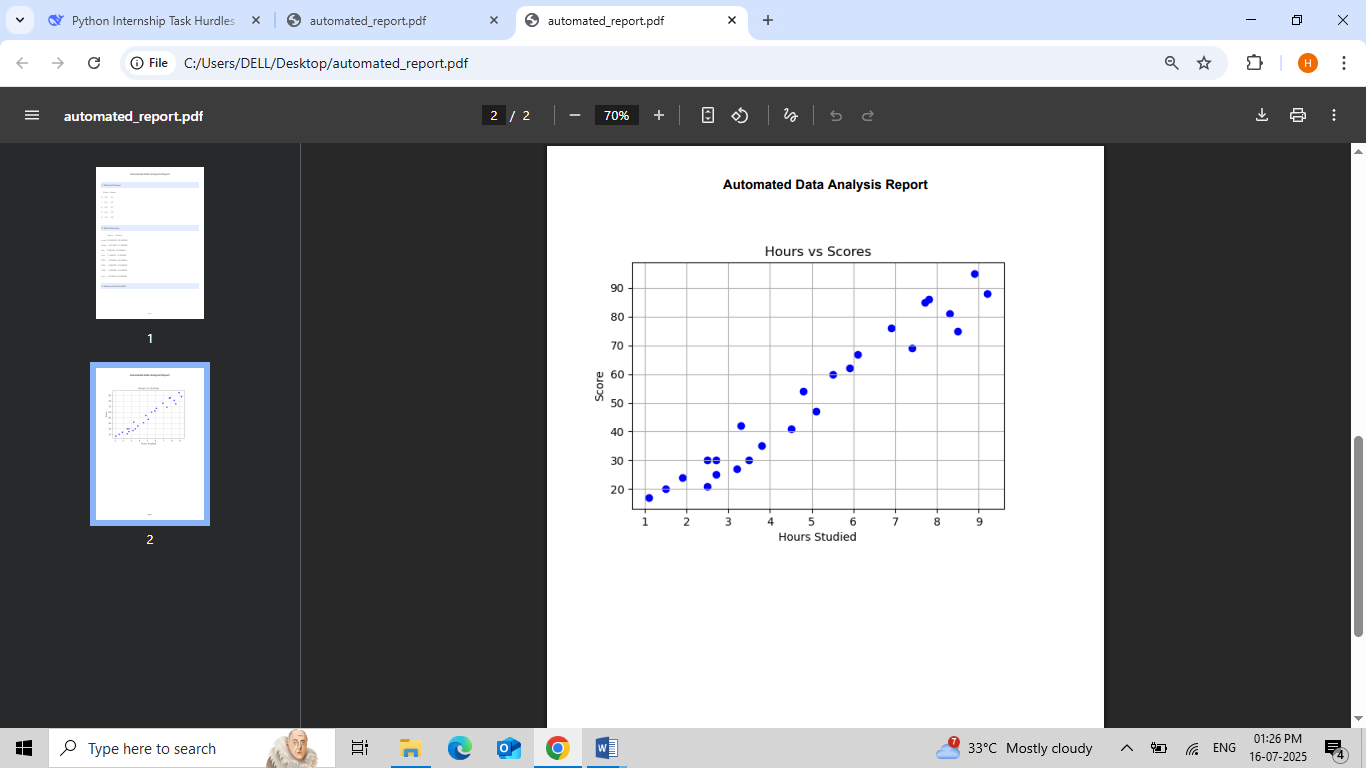 Python Internship Task Hurdles
automated_report.pdf
automated_report.pdf
File
C:/Users/DELL/Desktop/automated_report.pdf
H
automated_report.pdf
2 / 2
70%
Automated Data Analysis Report
Hours vs Scores
90
80
70
60
50
40
30
20
Score
1 2 3 4 5 6 7 8 9
Hours Studied
1
2
Type here to search
7
33°C Mostly cloudy
ENG
01:26 PM
16-07-2025
4